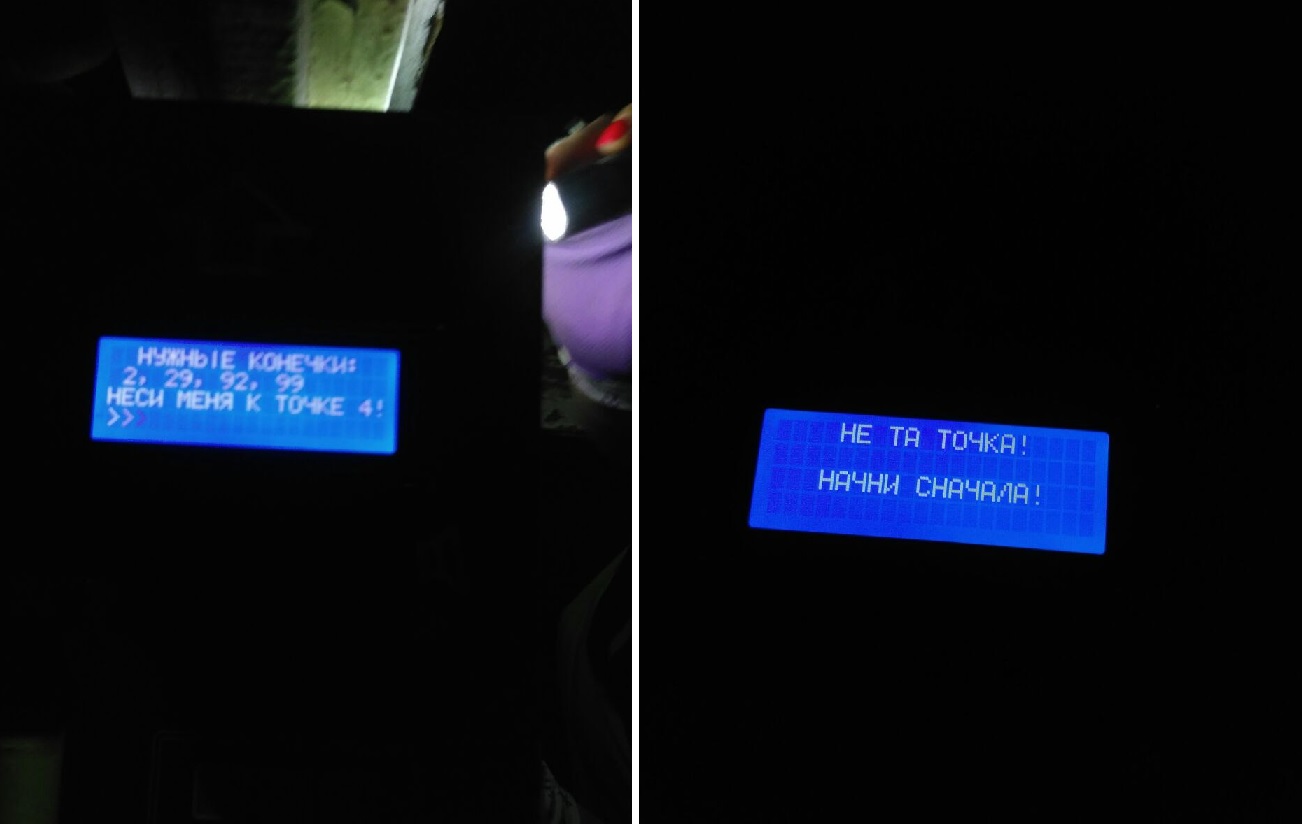 НУЖНЫЕ КОНЕЧКИ:
2, 29, 92, 99
НЕСИ МЕНЯ К ТОЧКЕ 4!
>>
НЕ ТА ТОЧКА!
НАЧНИ СНАЧАЛА!